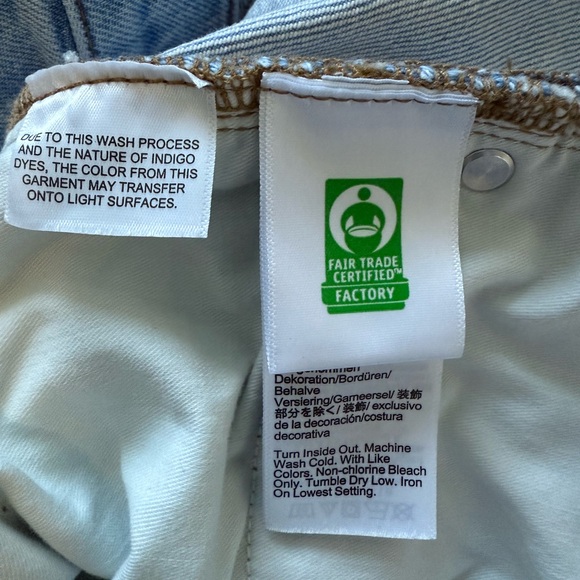 DUE TO THIS WASH PROCESS
AND THE NATURE OF INDIGO
DYES, THE COLOR FROM THIS
GARMENT MAY TRANSFER
ONTO LIGHT SURFACES.
FAIR TRADE
CERTIFIED™
FACTORY
Dekoration/Bordüren/
Behalve
Versiering/Garneersel/ 装飾
部分を除く/ 装飾/ exclusivo
de la decoración/costura
decorativa
Turn Inside Out. Machine
Wash Cold. With Like
Colors. Non-chlorine Bleach
Only. Tumble Dry Low. Iron
On Lowest Setting.